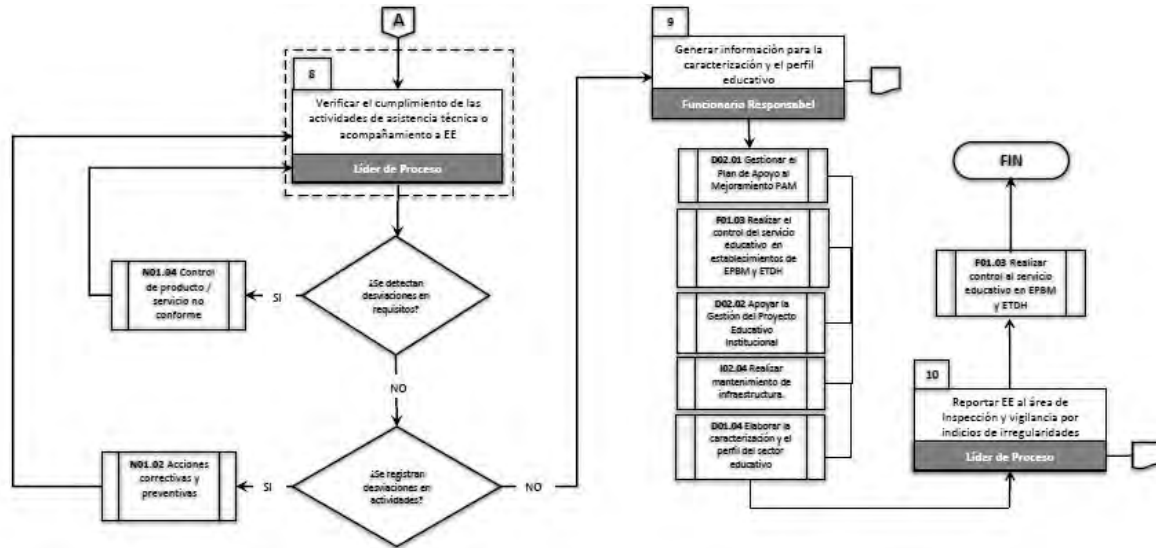 A
8
Verificar el cumplimiento de las
actividades de asistencia técnica o
acompañamiento a EE
Líder de Proceso
¿Se detectan
desviaciones en
requisitos?
SI
N01.04 Control
de producto /
servicio no
conforme
NO
¿Se registran
desviaciones en
actividades?
SI
N01.02 Acciones
correctivas y
preventivas
NO
9
Generar información para la
caracterización y el perfil
educativo
Funcionario Responsabel
D02.01 Gestionar el
Plan de Apoyo al
Mejoramiento PAM
F01.03 Realizar el
control del servicio
educativo en
establecimientos de
EPBM y ETDH
D02.02 Apoyar la
Gestión del Proyecto
Educativo
Institucional
I02.04 Realizar
mantenimiento de
infraestructura.
D01.04 Elaborar la
caracterización y el
perfil del sector
educativo
10
Reportar EE al área de
Inspección y vigilancia por
indicios de irregularidades
Líder de Proceso
F01.03 Realizar
control al servicio
educativo en EPBM
y ETDH
FIN